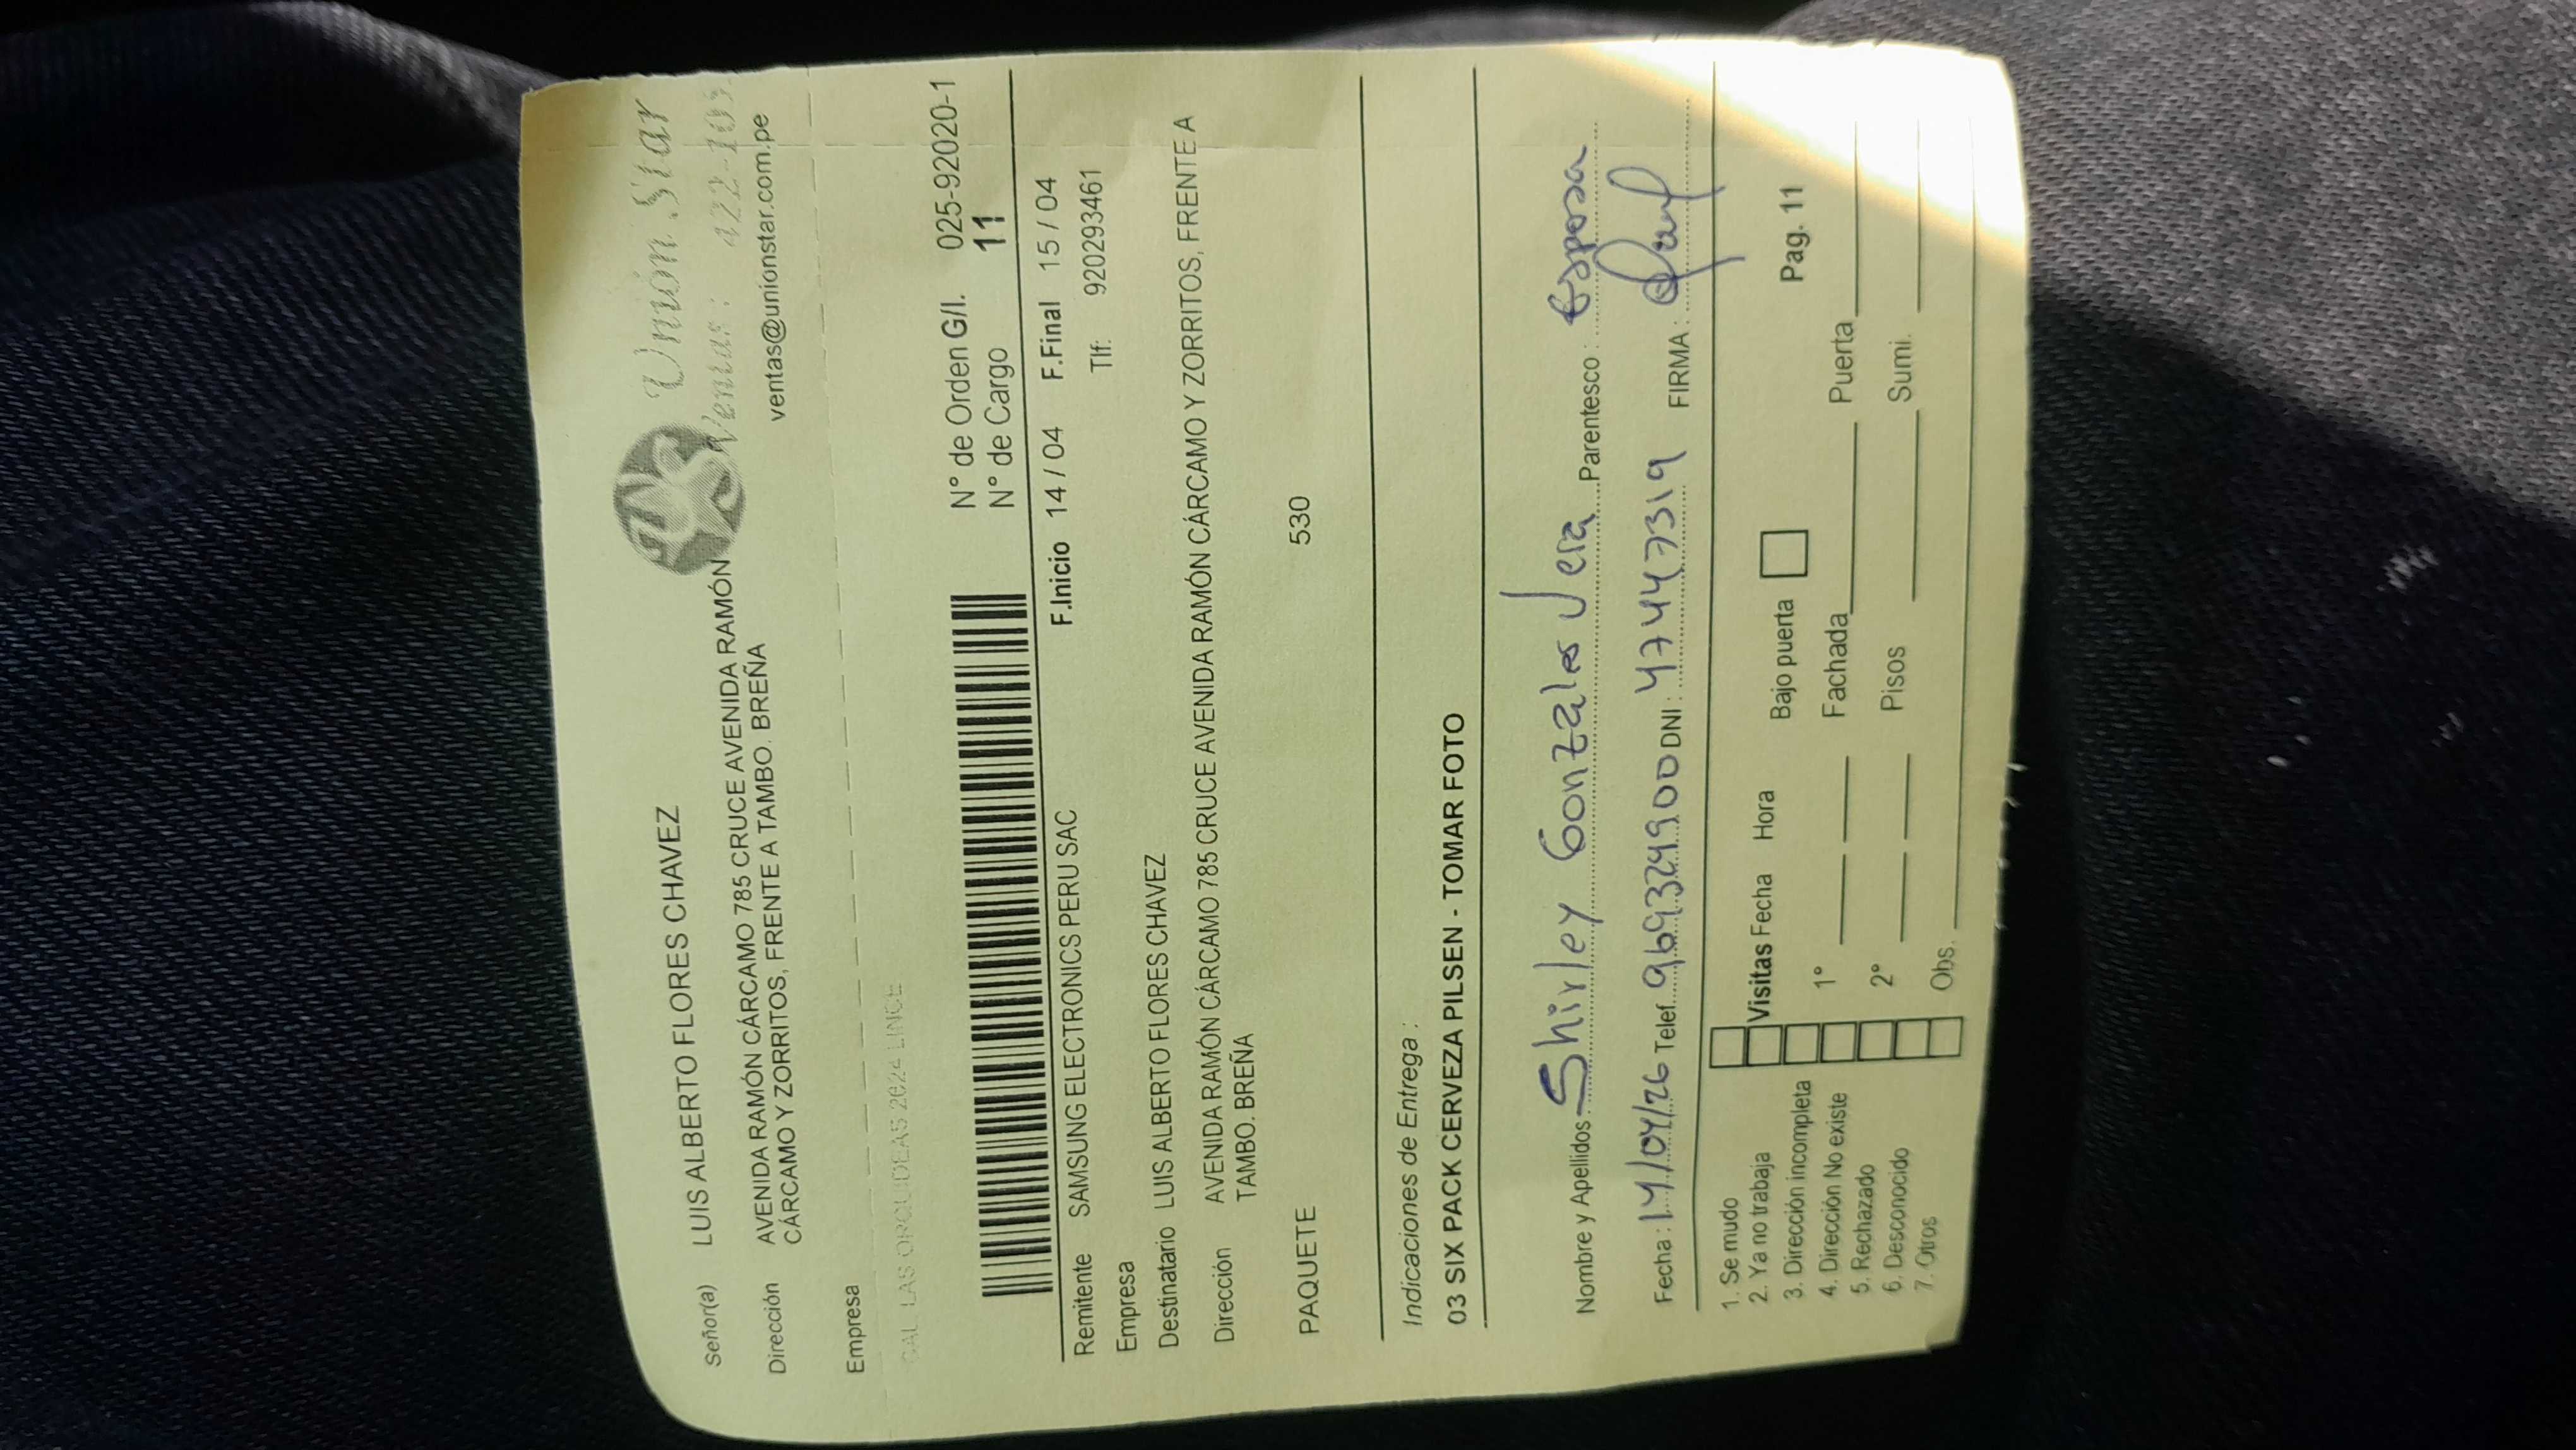 Unión Star
Ventas: 422-103
ventas@unionstar.com.pe
Señor(a) LUIS ALBERTO FLORES CHAVEZ
Dirección AVENIDA RAMÓN CÁRCAMO 785 CRUCE AVENIDA RAMÓN
CÁRCAMO Y ZORRITOS, FRENTE A TAMBO. BREÑA
Empresa
CAL LAS ORQUIDEAS 2624 LINCE
N° de Orden G/I. 025-92020-1
N° de Cargo 11
F.Inicio 14 / 04 F.Final 15 / 04
Remitente SAMSUNG ELECTRONICS PERU SAC Tlf: 920293461
Empresa
Destinatario LUIS ALBERTO FLORES CHAVEZ
Dirección AVENIDA RAMÓN CÁRCAMO 785 CRUCE AVENIDA RAMÓN CÁRCAMO Y ZORRITOS, FRENTE A
TAMBO. BREÑA
PAQUETE 530
Indicaciones de Entrega :
03 SIX PACK CERVEZA PILSEN - TOMAR FOTO
Nombre y Apellidos: Shirley Gonzales Vera Parentesco : Esposa
Fecha : 14/04/26 Telef. 969329900 DNI : 47447319 FIRMA :
1. Se mudo
2. Ya no trabaja Visitas Fecha Hora Bajo puerta Pag. 11
3. Dirección incompleta 1° Fachada Puerta
4. Dirección No existe
5. Rechazado 2° Pisos Sumi.
6. Desconocido
7. Otros Obs.